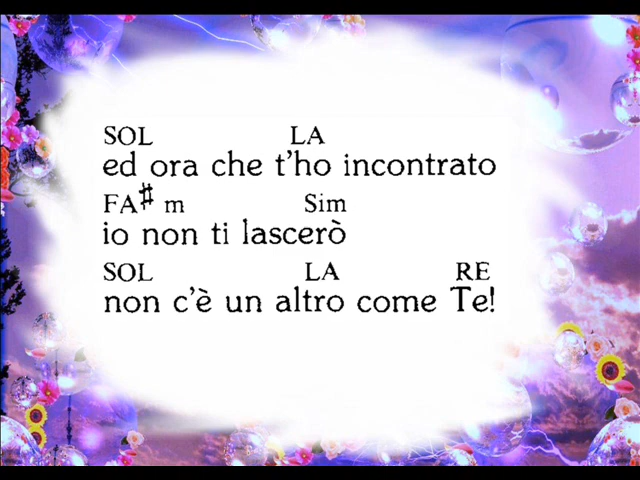 SOL LA
ed ora che t'ho incontrato
FA♯ m Sim
io non ti lascerò
SOL LA RE
non c'è un altro come Te!